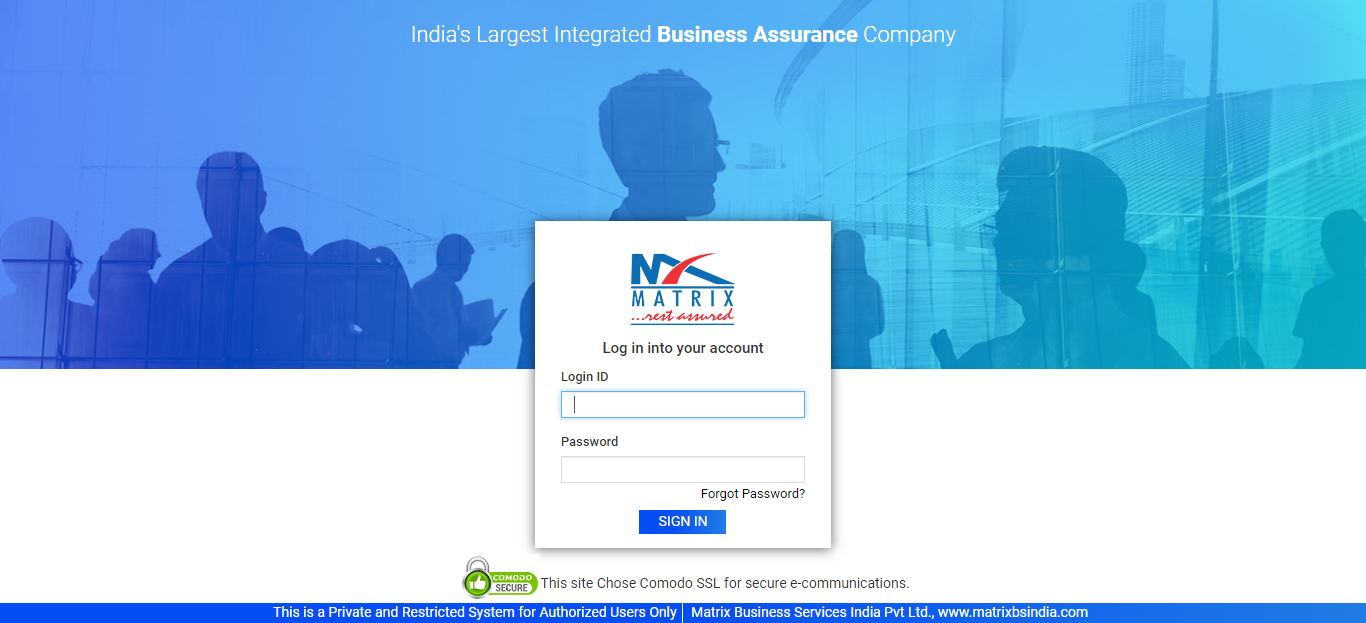 India's Largest Integrated Business Assurance Company
MATRIX
...rest assured
Log in into your account
Login ID
Password
Forgot Password?
SIGN IN
COMODO
SECURE
This site Chose Comodo SSL for secure e-communications.
This is a Private and Restricted System for Authorized Users Only | Matrix Business Services India Pvt Ltd., www.matrixbsindia.com